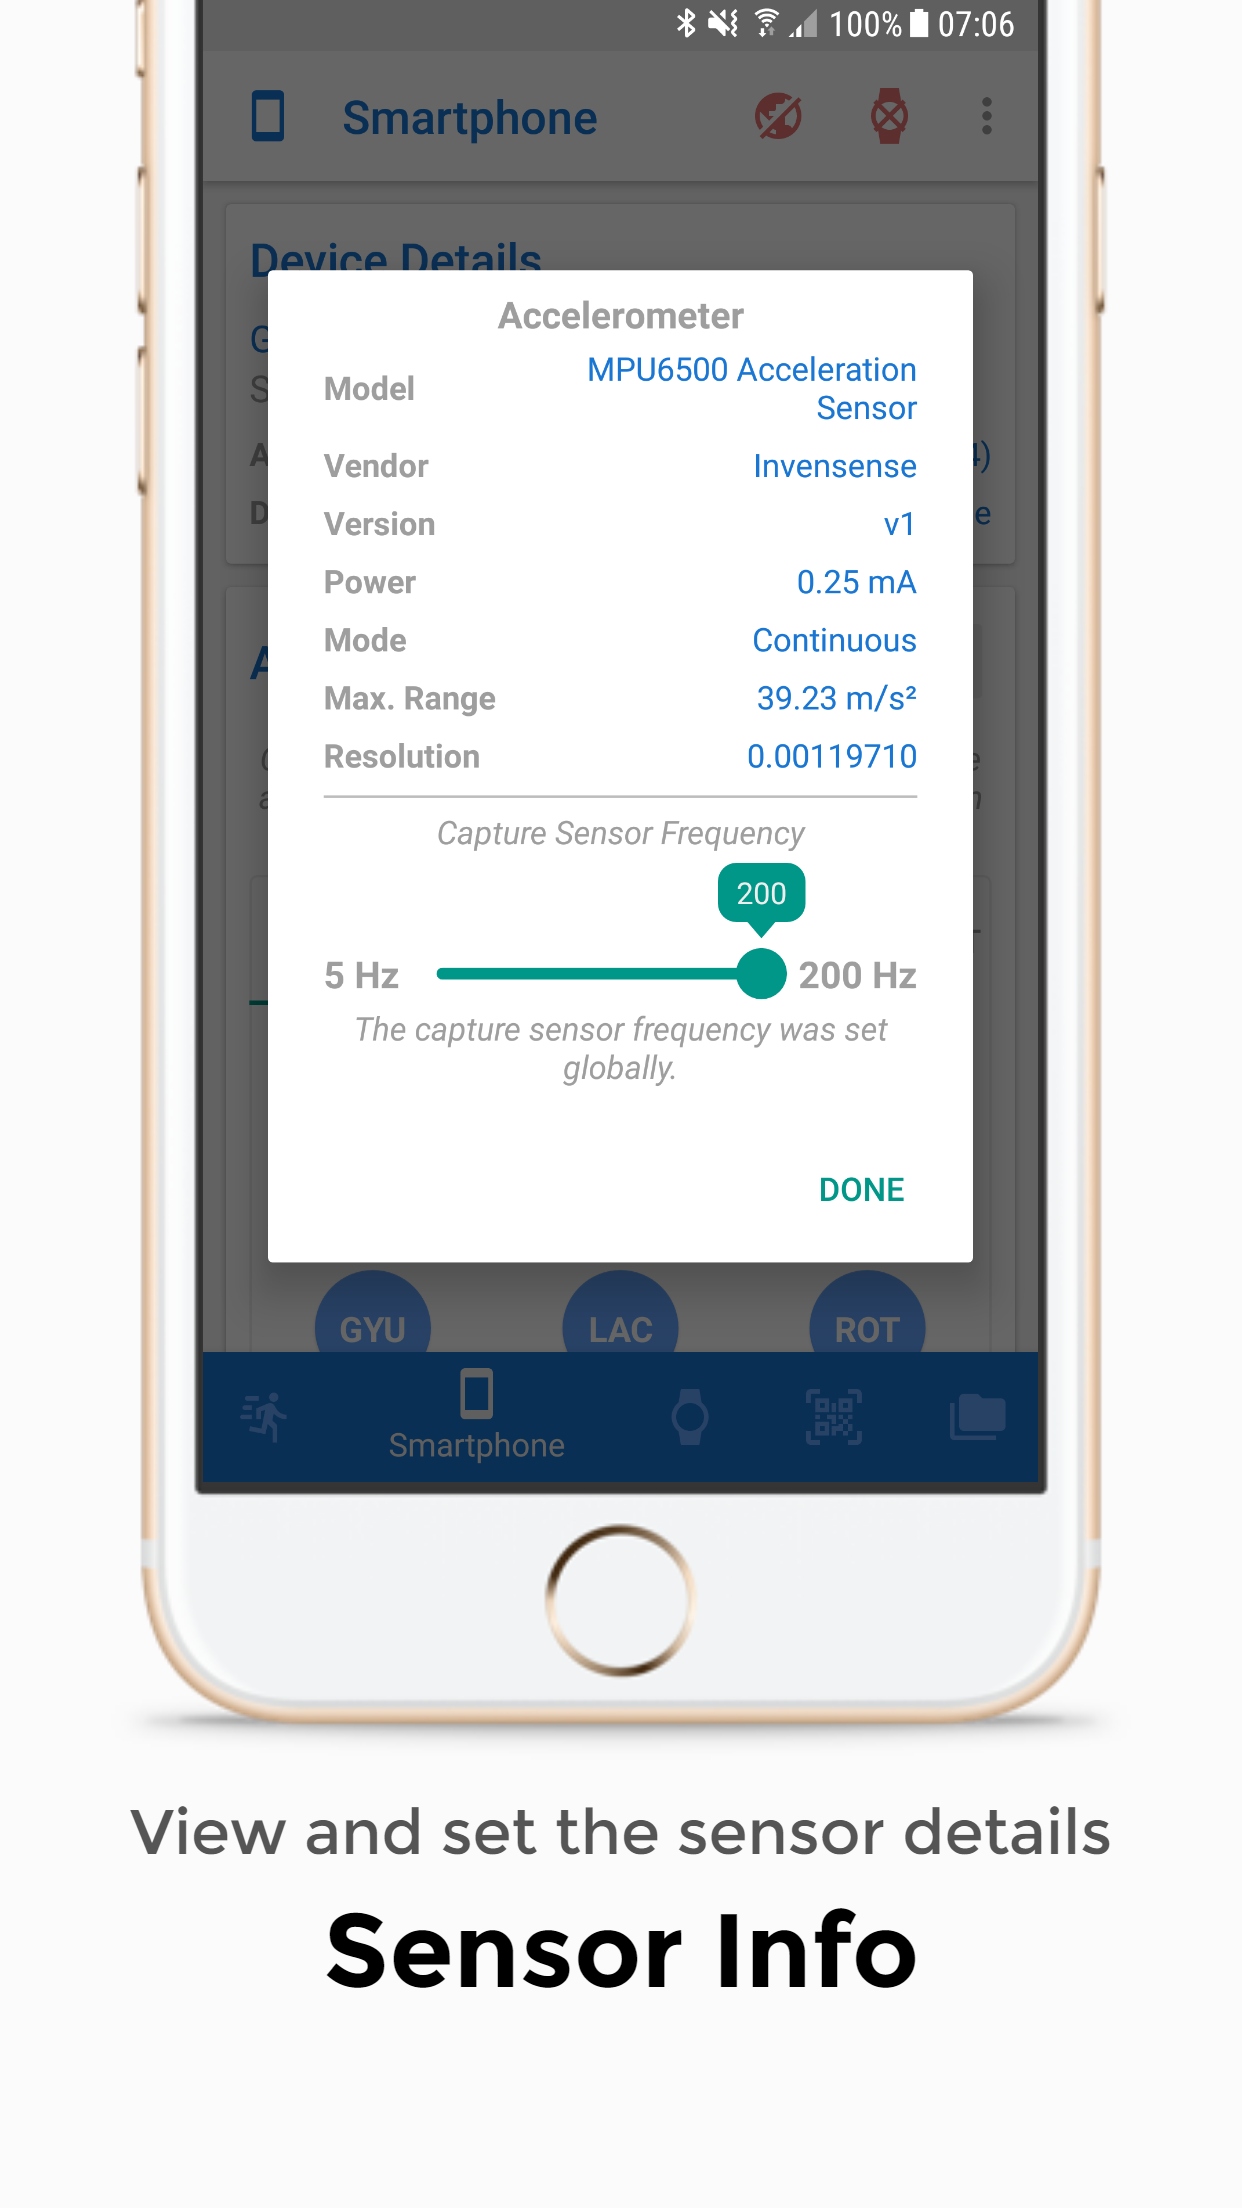 100% 07:06
Smartphone
Device Details
Accelerometer
Model MPU6500 Acceleration
Sensor
Vendor Invensense
Version v1
Power 0.25 mA
Mode Continuous
Max. Range 39.23 m/s²
Resolution 0.00119710
Capture Sensor Frequency
200
5 Hz 200 Hz
The capture sensor frequency was set
globally.
DONE
GYU LAC ROT
Smartphone
View and set the sensor details
Sensor Info